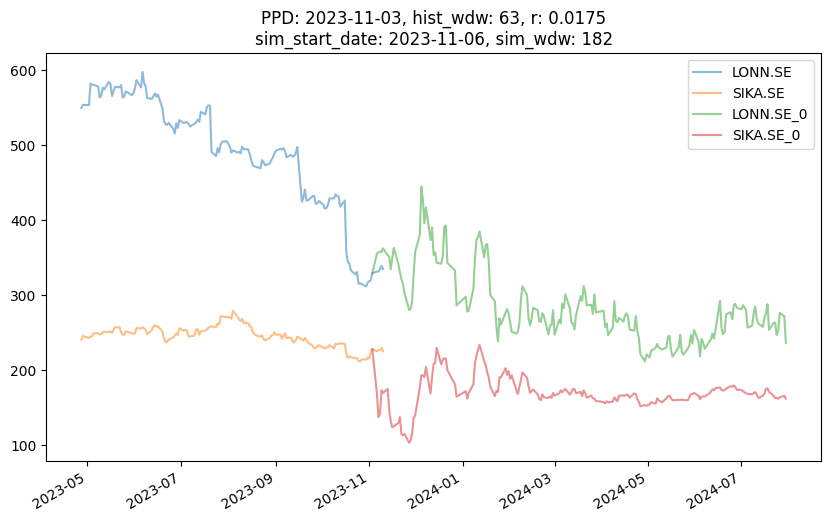 PPD: 2023-11-03, hist_wdw: 63, r: 0.0175
sim_start_date: 2023-11-06, sim_wdw: 182
600
500
400
300
200
100
LONN.SE
SIKA.SE
LONN.SE_0
SIKA.SE_0
2023-05
2023-07
2023-09
2023-11
2024-01
2024-03
2024-05
2024-07